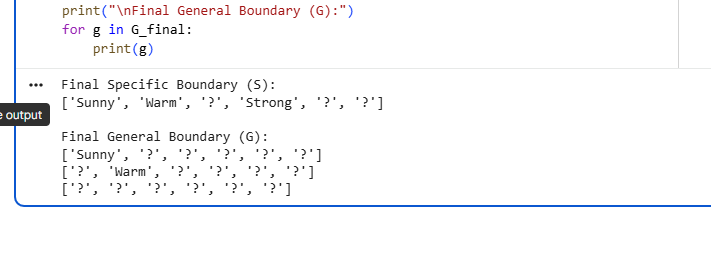 print("\nFinal General Boundary (G):")
for g in G_final:
print(g)
••• Final Specific Boundary (S):
['Sunny', 'Warm', '?', 'Strong', '?', '?']
output
Final General Boundary (G):
['Sunny', '?', '?', '?', '?', '?']
['?', 'Warm', '?', '?', '?', '?']
['?', '?', '?', '?', '?', '?']